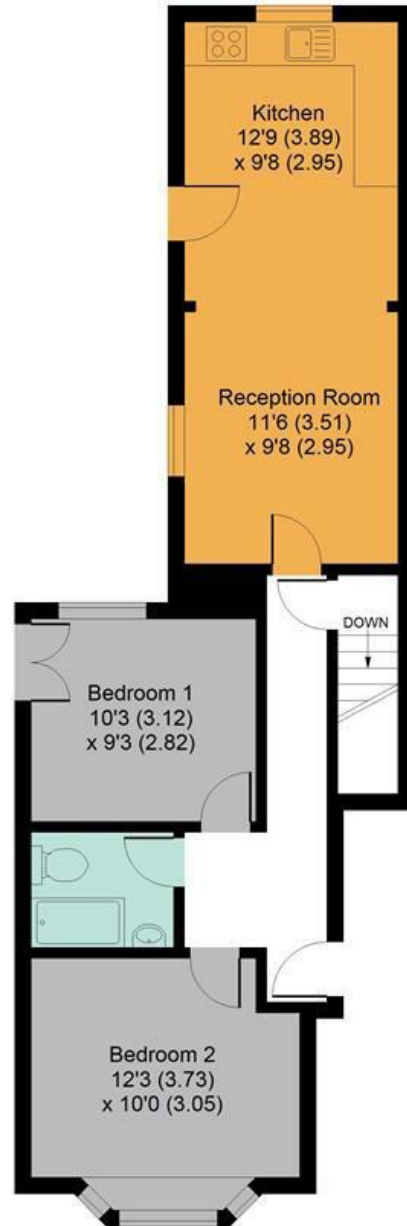 Kitchen
12'9 (3.89)
x 9'8 (2.95)
Reception Room
11'6 (3.51)
x 9'8 (2.95)
DOWN
Bedroom 1
10'3 (3.12)
x 9'3 (2.82)
Bedroom 2
12'3 (3.73)
x 10'0 (3.05)